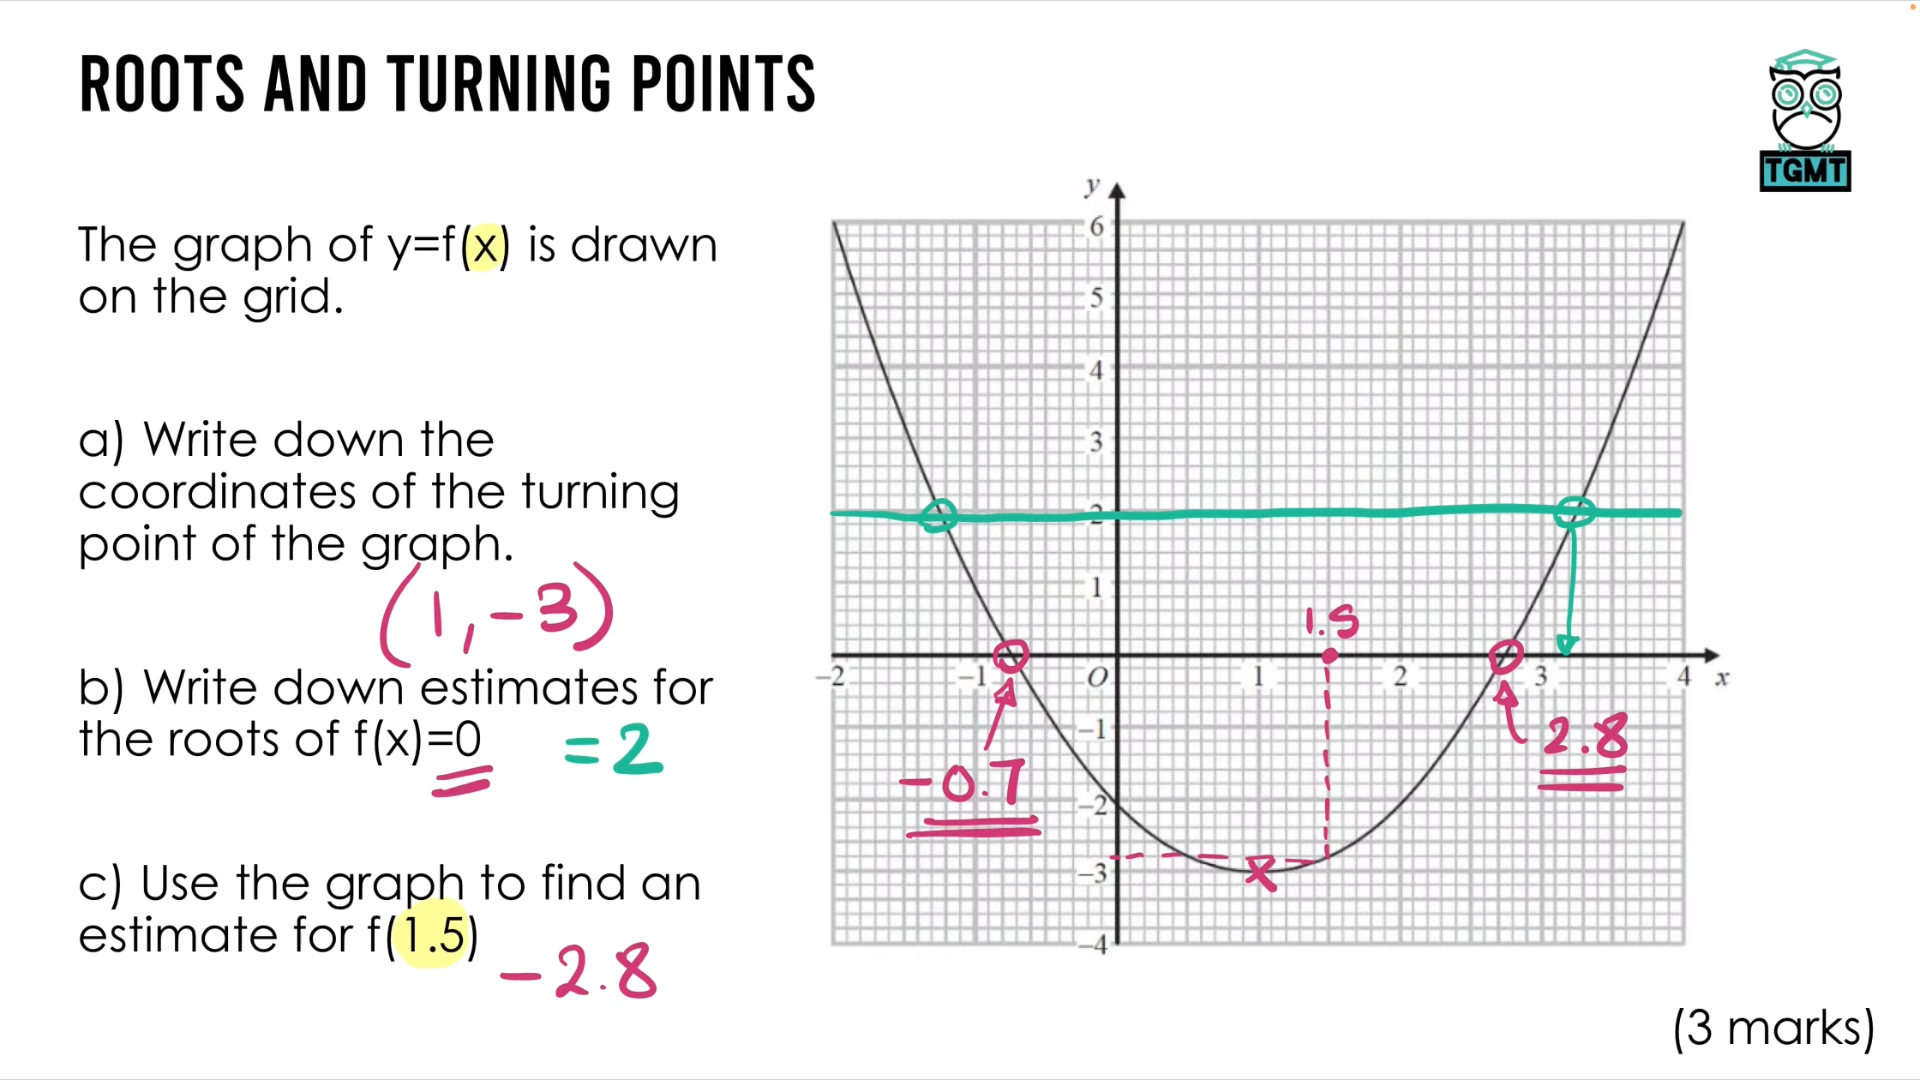 ROOTS AND TURNING POINTS
TGMT
The graph of y=f(x) is drawn
on the grid.
a) Write down the
coordinates of the turning
point of the graph.
(1, -3)
b) Write down estimates for
the roots of f(x)=0 =2
c) Use the graph to find an
estimate for f(1.5)
-2.8
y
6
5
4
3
2
1
1.5
-2 -1 O 1 2 3 4 x
-1
-0.7
2.8
-2
-3
-4
(3 marks)